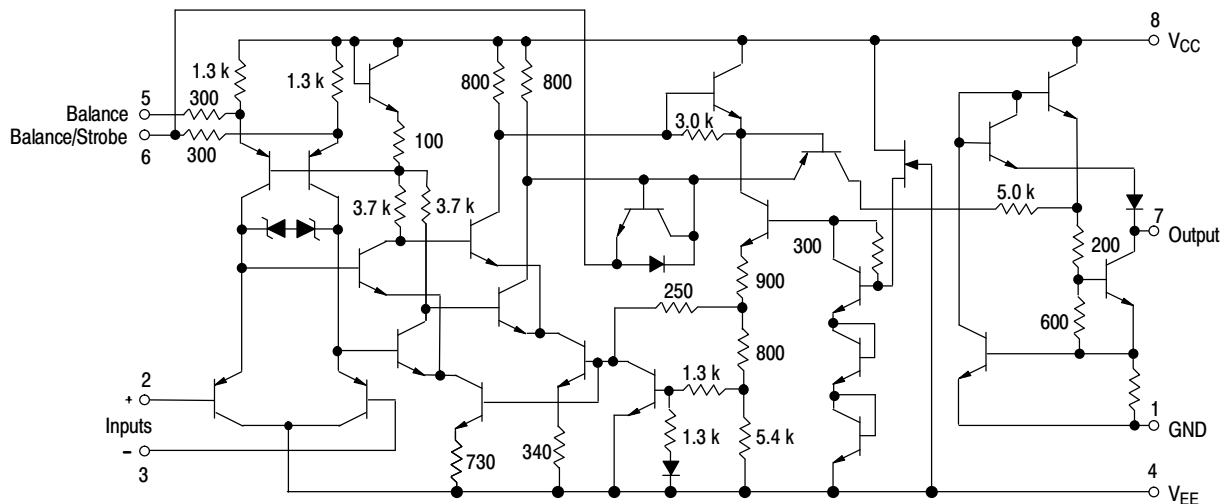 8
V_CC
1.3 k
1.3 k
800
800
5
300
Balance
3.0 k
Balance/Strobe
6
300
100
3.7 k
3.7 k
5.0 k
7
Output
300
200
900
250
600
800
2
+
1.3 k
Inputs
1.3 k
5.4 k
1
GND
–
3
730
340
4
V_EE